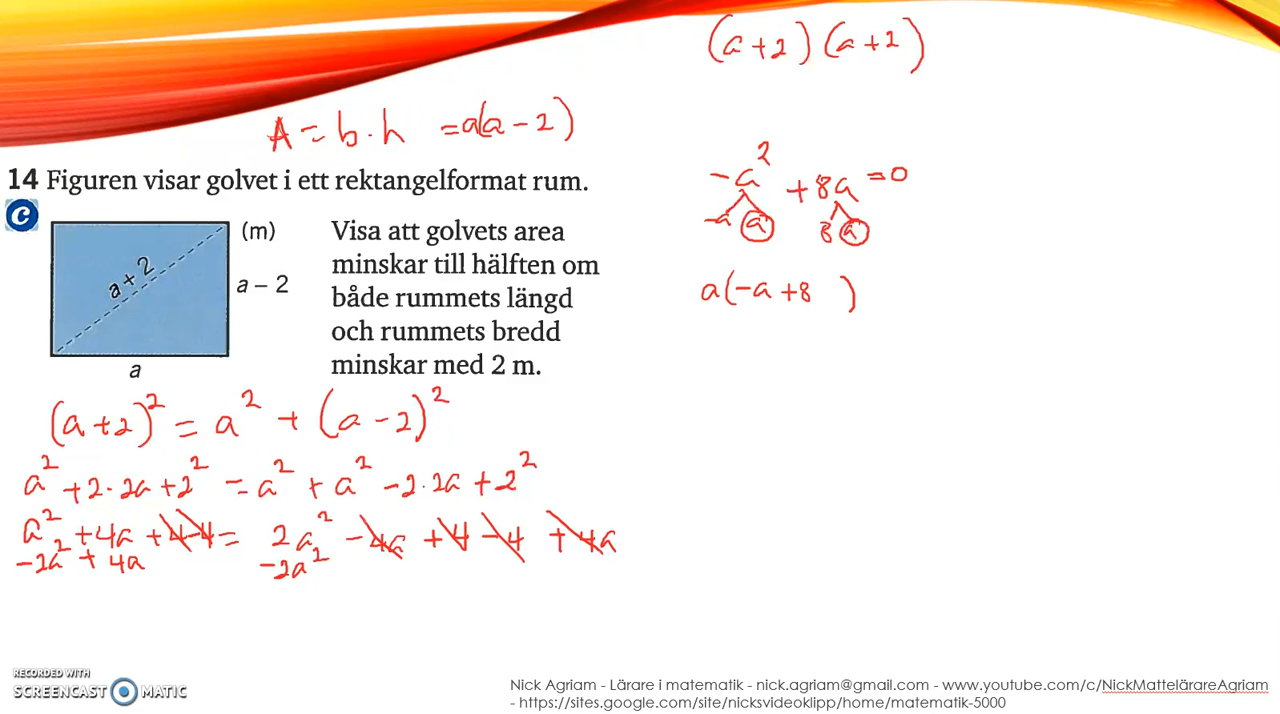 (a+2)(a+2)
A = b·h = a(a-2)
14 Figuren visar golvet i ett rektangelformat rum.
C
(m)
a + 2
a – 2
a
Visa att golvets area
minskar till hälften om
både rummets längd
och rummets bredd
minskar med 2 m.
-a² + 8a = 0
-a a 8 a
a(-a+8 )
(a+2)² = a² + (a-2)²
a² + 2·2a + 2² = a² + a² - 2·2a + 2²
a² + 4a + 4 - 4 = 2a² - 4a + 4 - 4 + 4a
-2a² + 4a -2a²
RECORDED WITH
SCREENCAST MATIC
Nick Agriam - Lärare i matematik - nick.agriam@gmail.com - www.youtube.com/c/NickMattelärareAgriam
- https://sites.google.com/site/nicksvideoklipp/home/matematik-5000